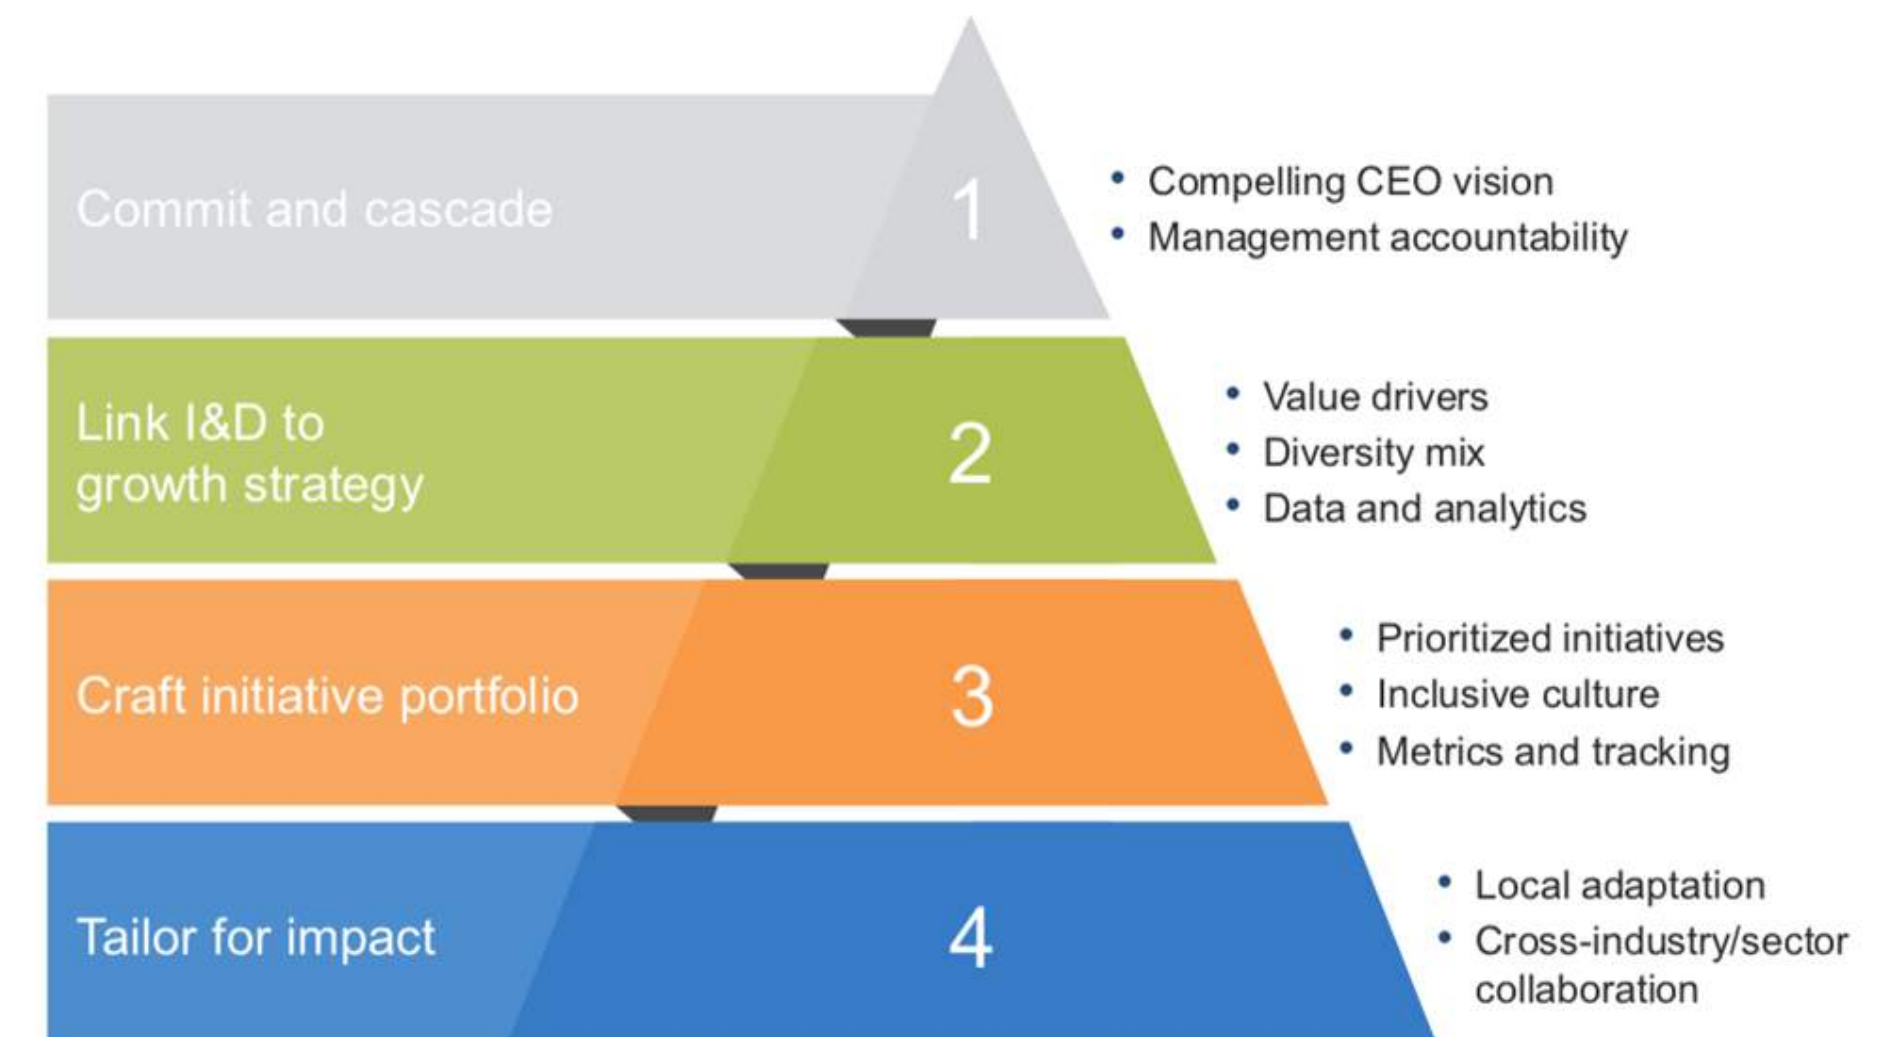 Commit and cascade
1
• Compelling CEO vision
• Management accountability
Link I&D to
growth strategy
2
• Value drivers
• Diversity mix
• Data and analytics
Craft initiative portfolio
3
• Prioritized initiatives
• Inclusive culture
• Metrics and tracking
Tailor for impact
4
• Local adaptation
• Cross-industry/sector
collaboration